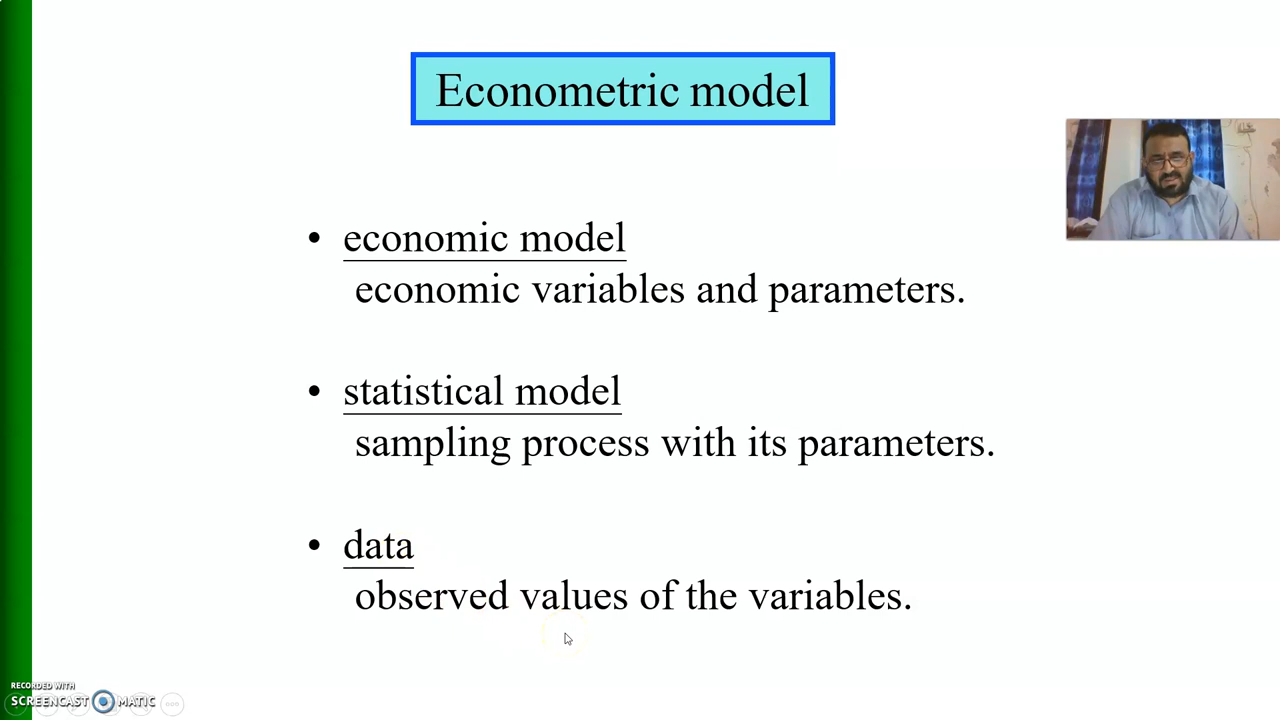 Econometric model
• economic model
economic variables and parameters.
• statistical model
sampling process with its parameters.
• data
observed values of the variables.
RECORDED WITH
SCREENCAST MATIC